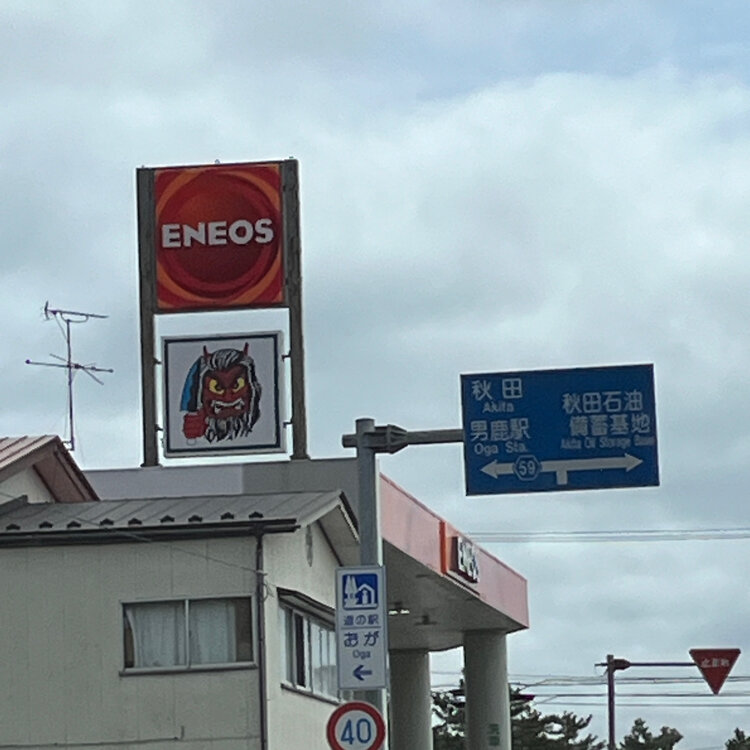 ENEOS
秋田
Akita
男鹿駅
Oga Sta.
秋田石油
備蓄基地
Akita Oil Storage Base
59
ENEOS
道の駅
おが
Oga
40
止まれ